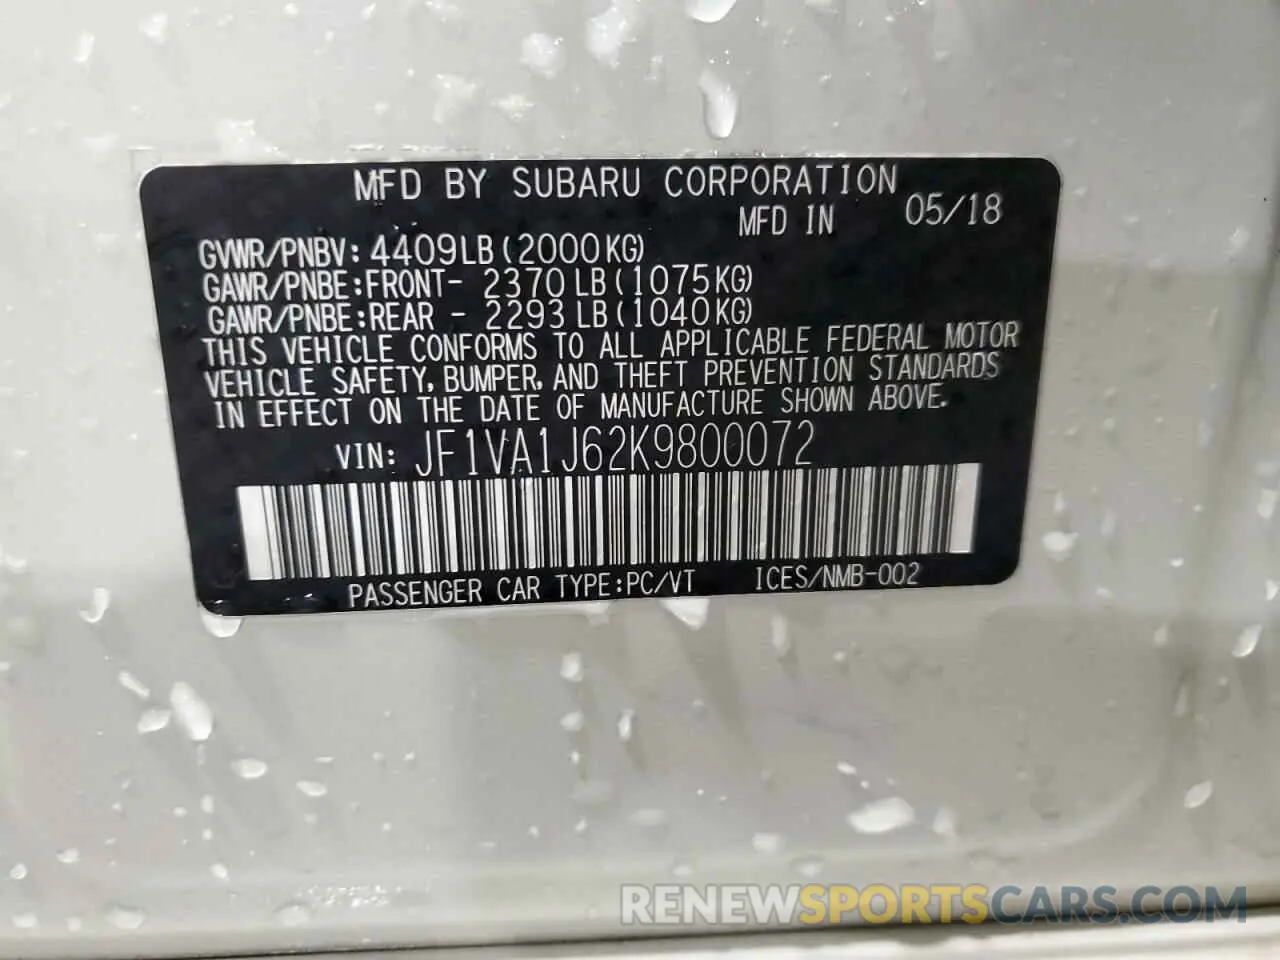 MFD BY SUBARU CORPORATION
MFD IN 05/18
GVWR/PNBV: 4409LB(2000KG)
GAWR/PNBE:FRONT- 2370LB(1075KG)
GAWR/PNBE:REAR - 2293LB(1040KG)
THIS VEHICLE CONFORMS TO ALL APPLICABLE FEDERAL MOTOR
VEHICLE SAFETY, BUMPER, AND THEFT PREVENTION STANDARDS
IN EFFECT ON THE DATE OF MANUFACTURE SHOWN ABOVE.
VIN: JF1VA1J62K9800072
PASSENGER CAR TYPE:PC/VT ICES/NMB-002
RENEWSPORTSCARS.COM